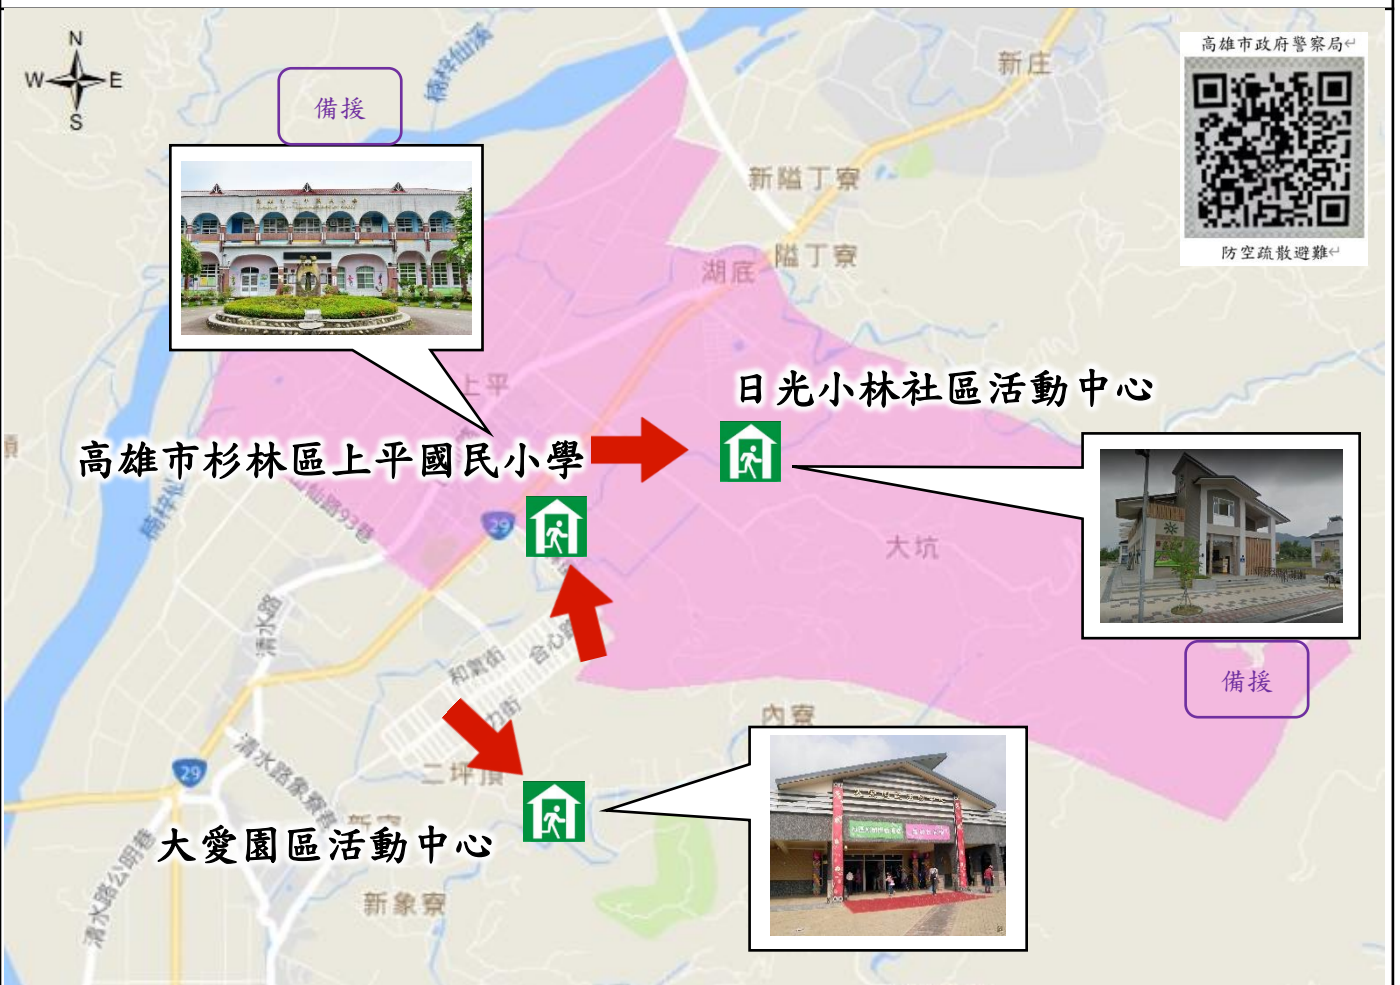 N
W E
S
備援
楠梓仙溪
新庄
高雄市政府警察局
防空疏散避難
新隘丁寮
隘丁寮
湖底
上平
日光小林社區活動中心
高雄市杉林區上平國民小學
29
大坑
清水路
和氣街
合心路
力街
備援
內寮
29
二坪頂
清水路象寮巷
大愛園區活動中心
清水路公明巷
新象寮